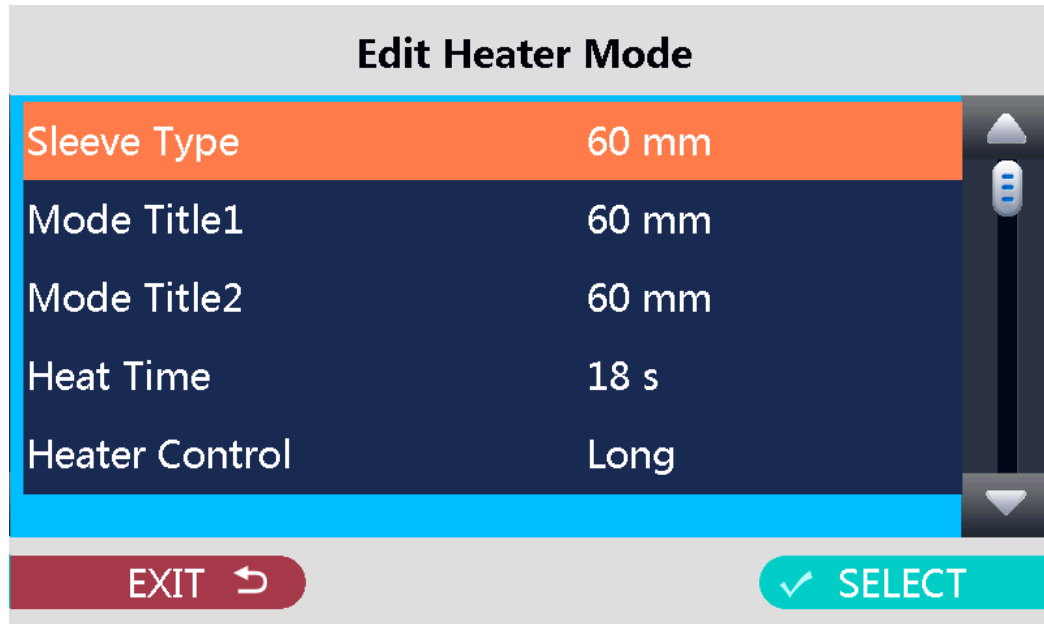 Edit Heater Mode
Sleeve Type 60 mm
Mode Title1 60 mm
Mode Title2 60 mm
Heat Time 18 s
Heater Control Long
EXIT SELECT